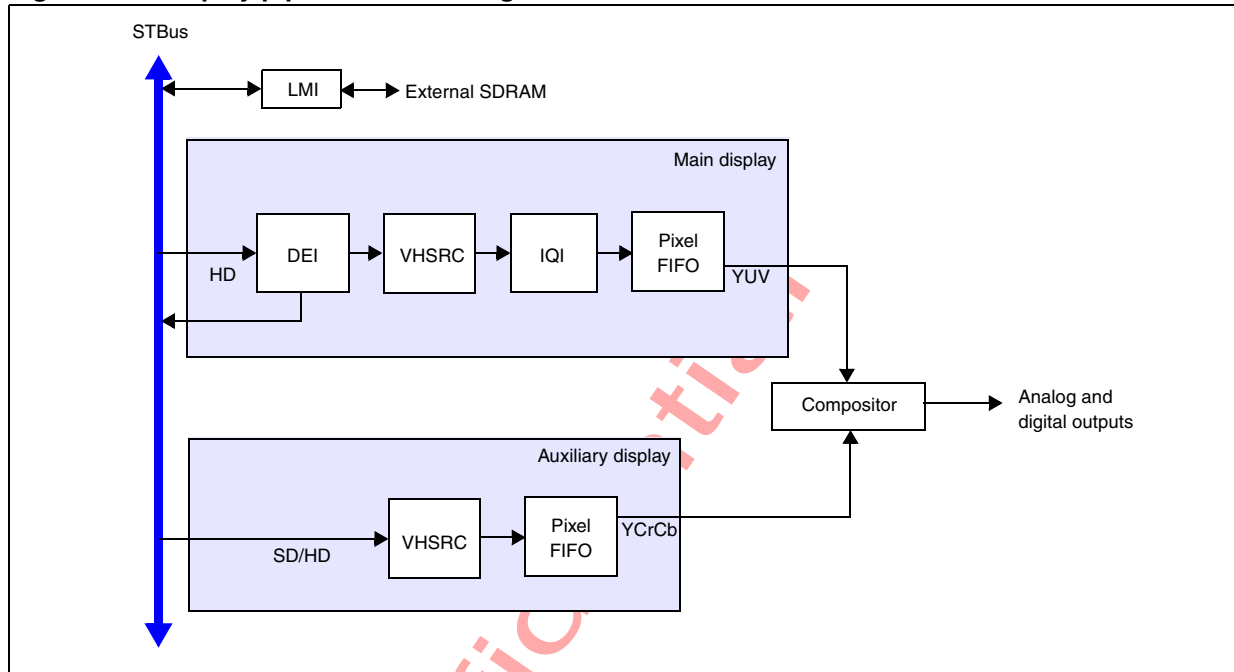 STBus
LMI
External SDRAM
Main display
DEI
VHSRC
IQI
Pixel
FIFO
HD
YUV
Compositor
Analog and
digital outputs
Auxiliary display
VHSRC
Pixel
FIFO
YCrCb
SD/HD